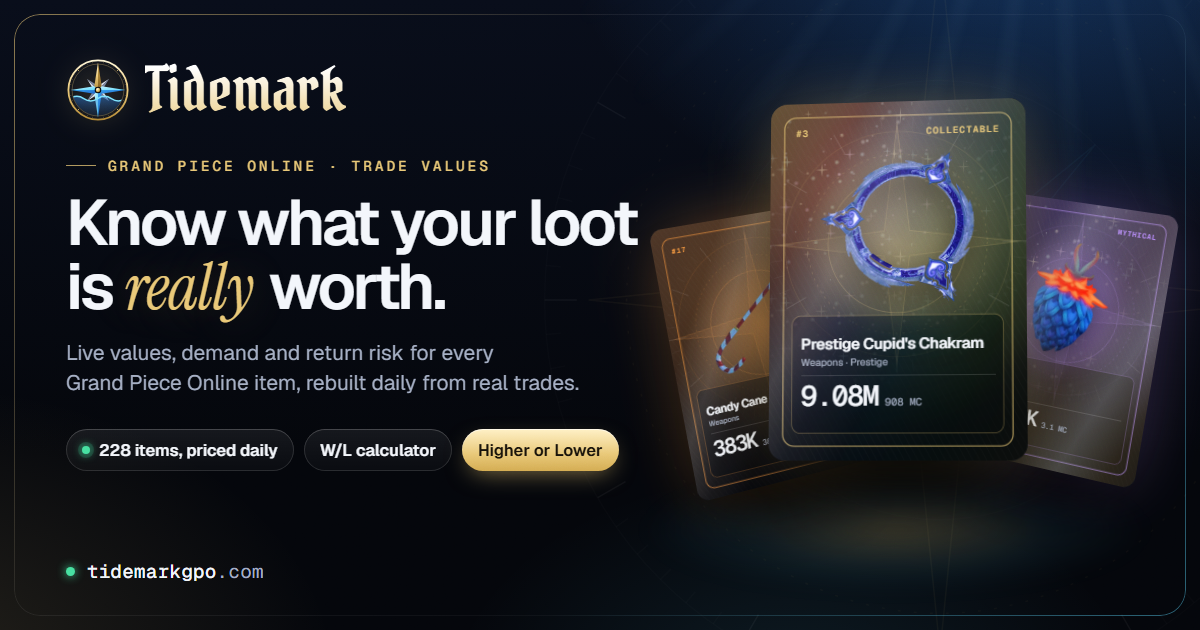 Tidemark
GRAND PIECE ONLINE · TRADE VALUES
Know what your loot
is really worth.
Live values, demand and return risk for every
Grand Piece Online item, rebuilt daily from real trades.
228 items, priced daily
W/L calculator
Higher or Lower
tidemarkgpo.com
#17
Candy Cane
Weapons
383K
#3
COLLECTABLE
Prestige Cupid's Chakram
Weapons · Prestige
9.08M 908 MC
MYTHICAL
K 3.1 MC